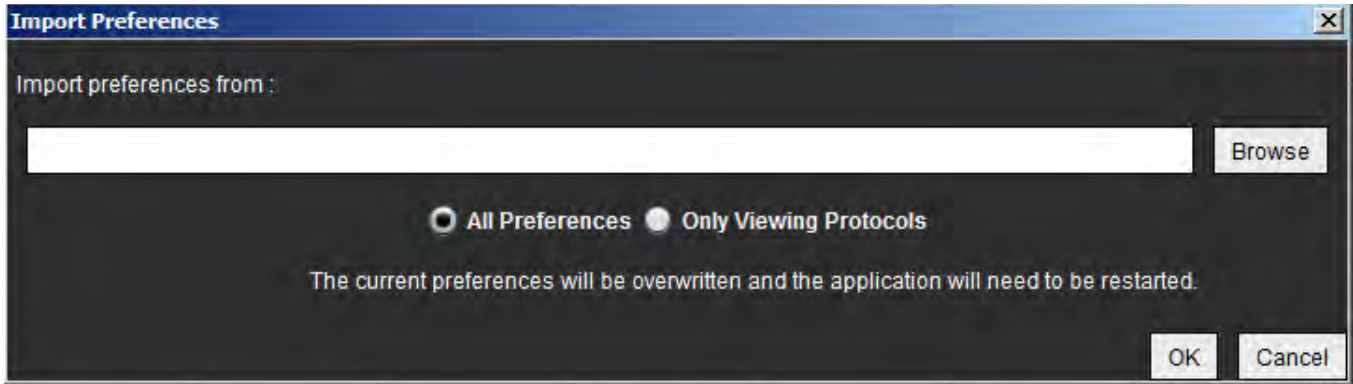 Import Preferences
Import preferences from :
Browse
All Preferences Only Viewing Protocols
The current preferences will be overwritten and the application will need to be restarted.
OK Cancel